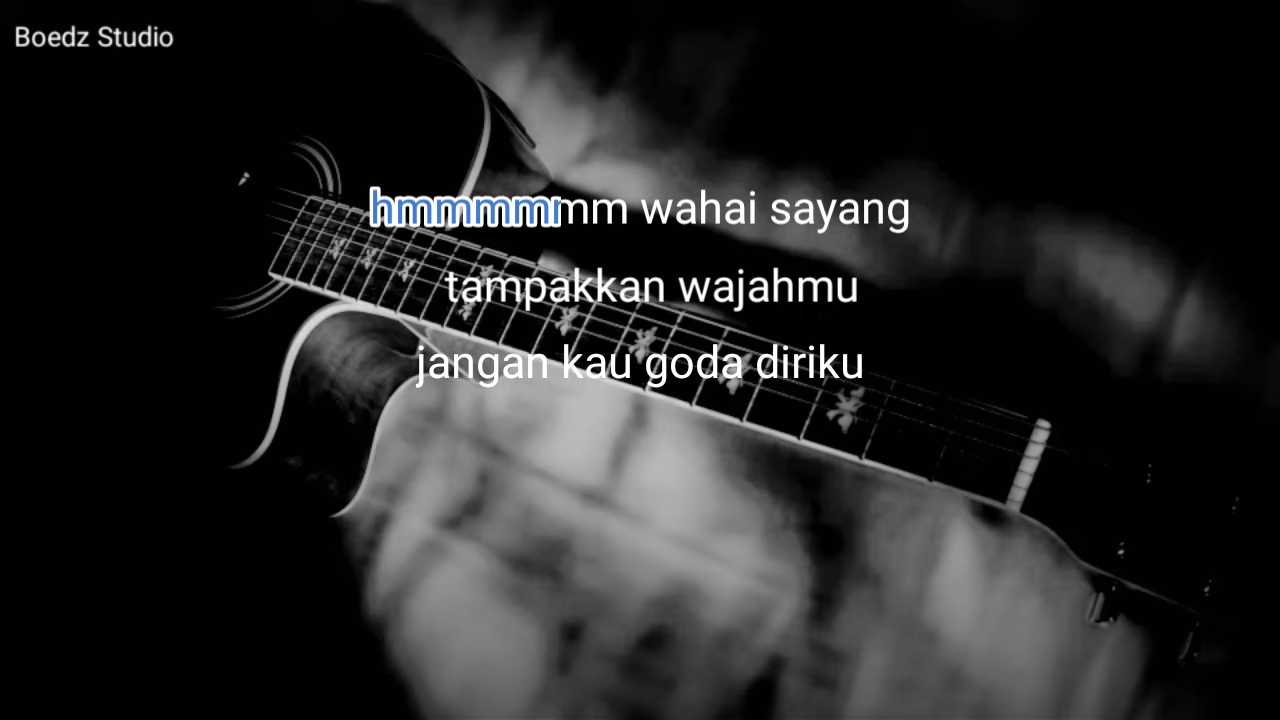 Boedz Studio
hmmmmmmm wahai sayang
tampakkan wajahmu
jangan kau goda diriku